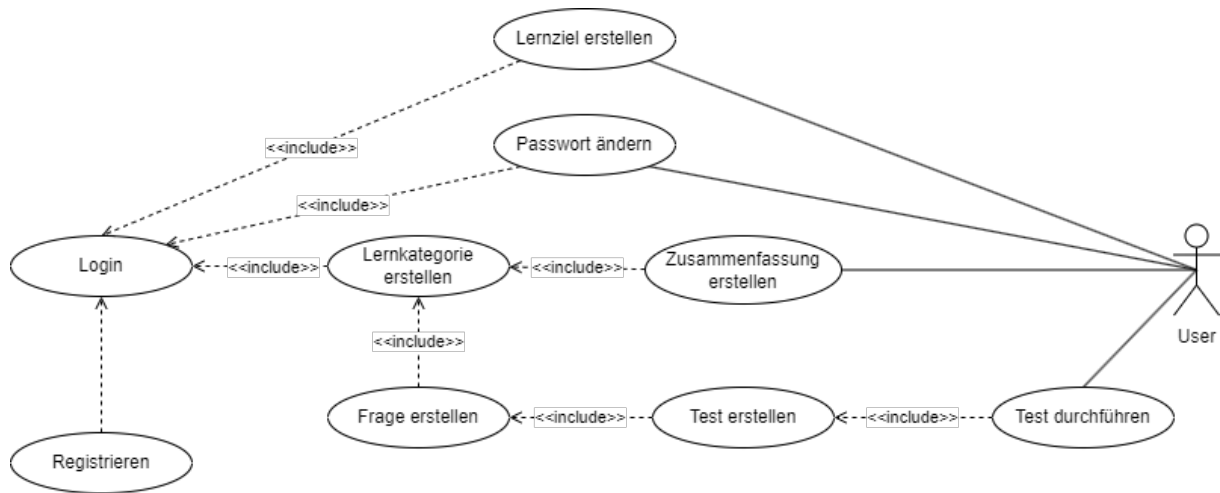 Lernziel erstellen
<<include>>
Passwort ändern
<<include>>
Login
<<include>>
Lernkategorie
erstellen
<<include>>
Zusammenfassung
erstellen
User
<<include>>
Frage erstellen
<<include>>
Test erstellen
<<include>>
Test durchführen
Registrieren